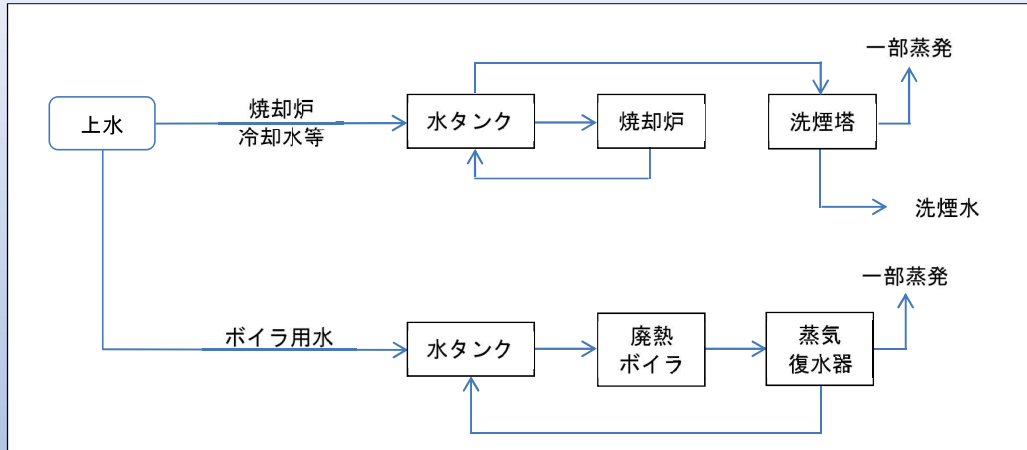 一部蒸発
上水
焼却炉
冷却水等
水タンク
焼却炉
洗煙塔
洗煙水
一部蒸発
ボイラ用水
水タンク
廃熱
ボイラ
蒸気
復水器